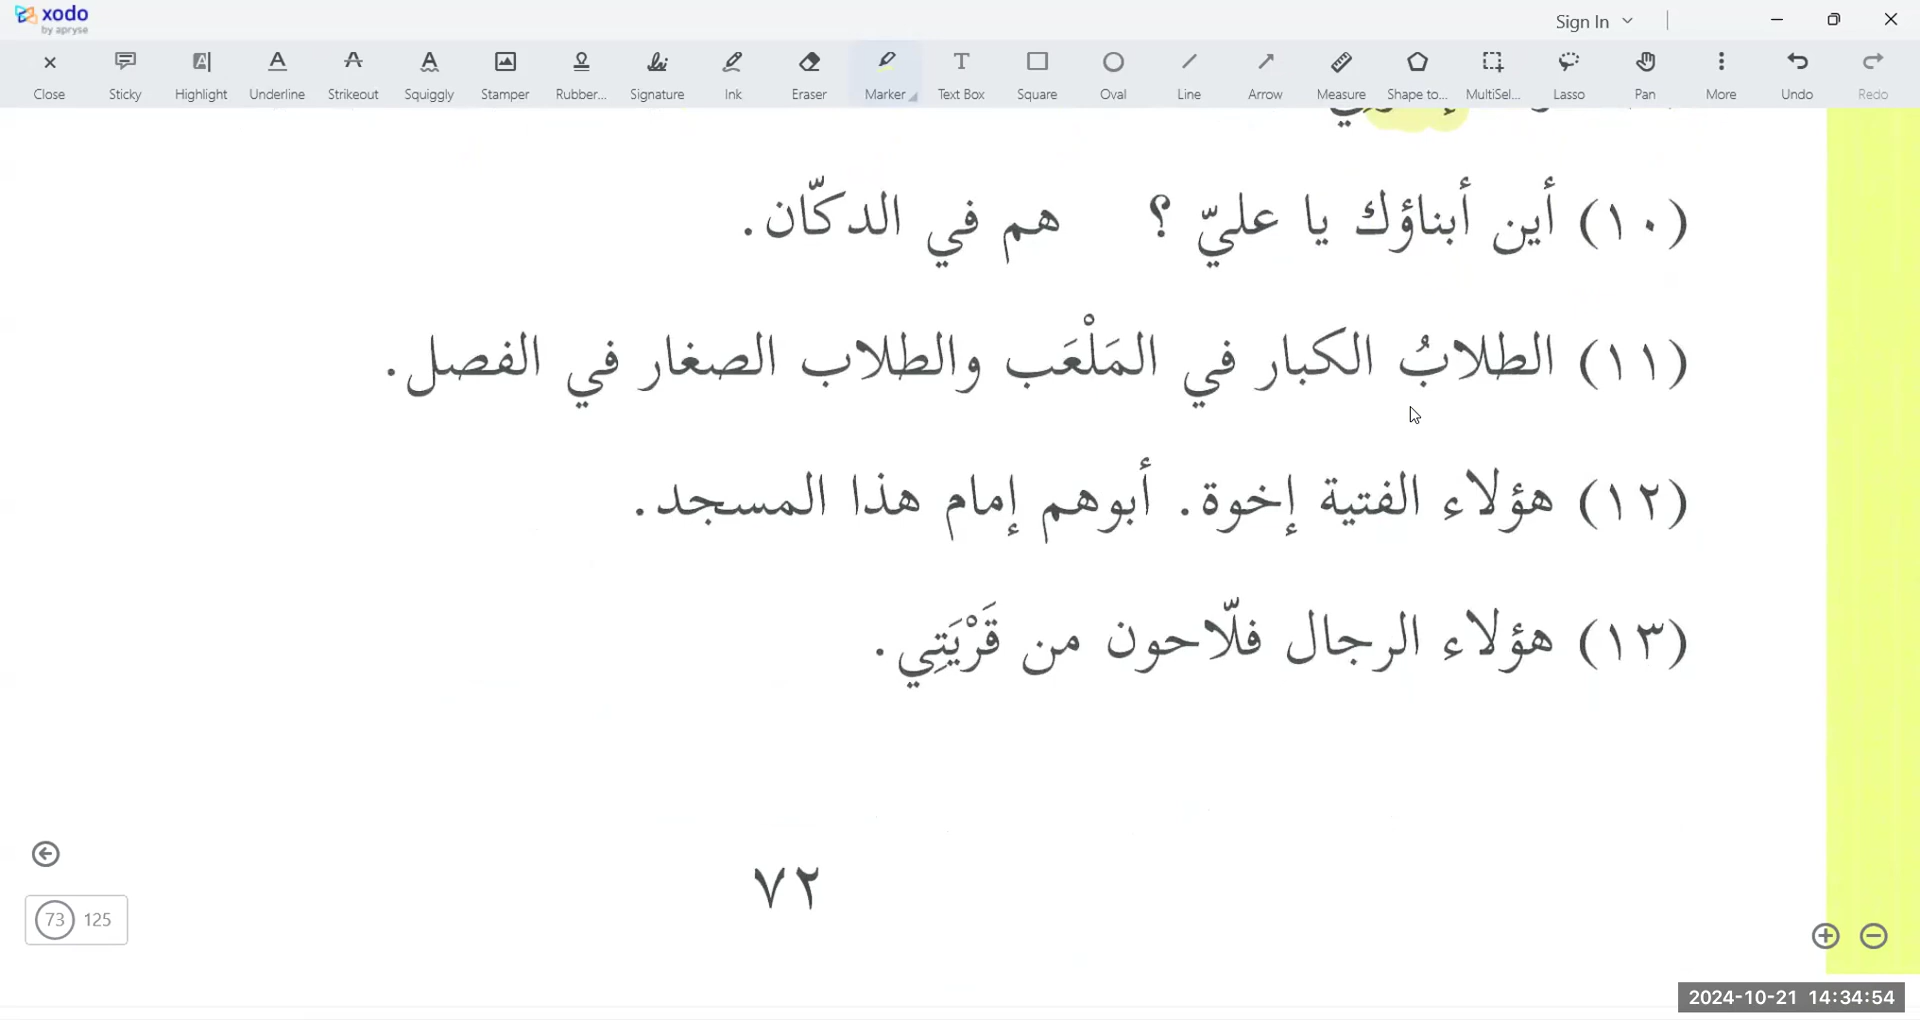 xodo
by apryse
Sign In
Close Sticky Highlight Underline Strikeout Squiggly Stamper Rubber... Signature Ink Eraser Marker Text Box Square Oval Line Arrow Measure Shape to... MultiSel... Lasso Pan More Undo Redo
(١٠) أين أبناؤك يا عليّ ؟ هم في الدكّان.
(١١) الطلابُ الكبار في المَلْعَب والطلاب الصغار في الفصل.
(١٢) هؤلاء الفتية إخوة. أبوهم إمام هذا المسجد.
(١٣) هؤلاء الرجال فلّاحون من قَرْيَتِي.
٧٢
73 125
2024-10-21 14:34:54